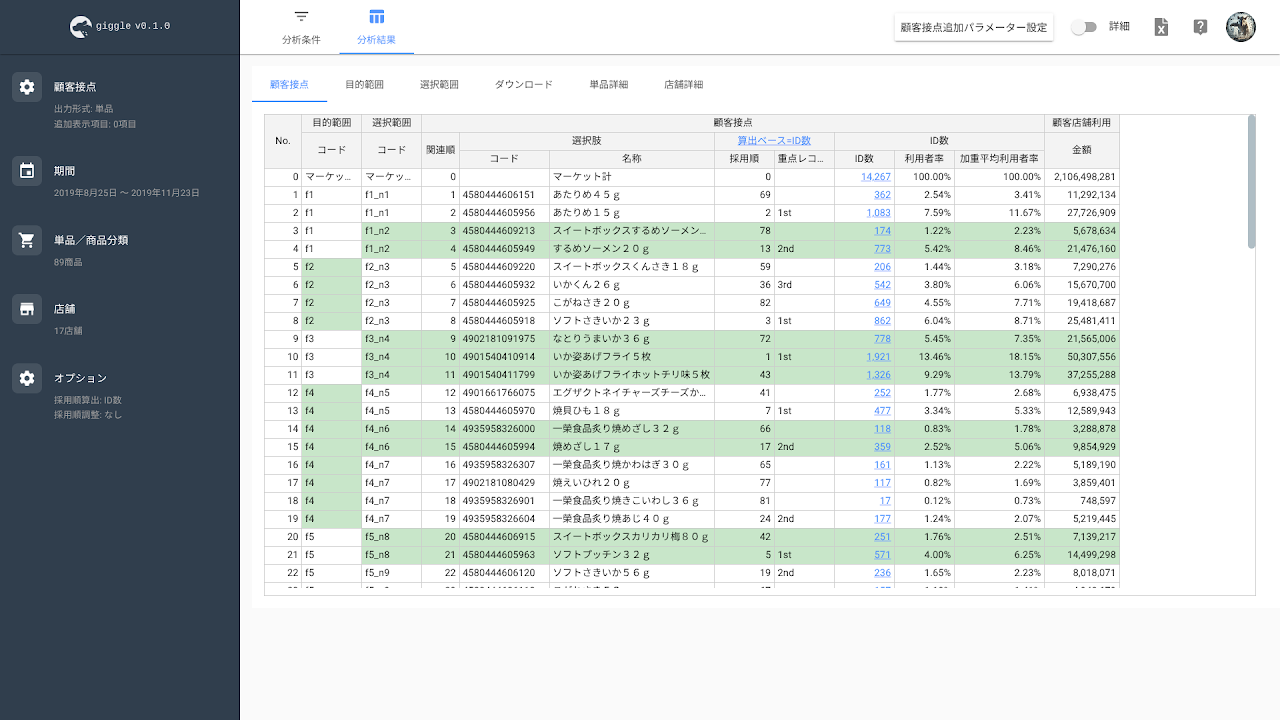 giggle v0.1.0
顧客接点
出力形式: 単品
追加表示項目: 0項目
期間
2019年8月25日 〜 2019年11月23日
単品／商品分類
89商品
店舗
17店舗
オプション
採用順算出: ID数
採用順調整: なし
分析条件
分析結果
顧客接点追加パラメーター設定
詳細
顧客接点 目的範囲 選択範囲 ダウンロード 単品詳細 店舗詳細
No. 目的範囲 選択範囲 顧客接点 顧客店舗利用
コード コード 関連順 選択肢 算出ベース=ID数 ID数 金額
コード 名称 採用順 重点レコ... ID数 利用者率 加重平均利用者率
0 マーケッ... マーケッ... 0 マーケット計 0 14,267 100.00% 100.00% 2,106,498,281
1 f1 f1_n1 1 4580444606151 あたりめ４５ｇ 69 362 2.54% 3.41% 11,292,134
2 f1 f1_n1 2 4580444605956 あたりめ１５ｇ 2 1st 1,083 7.59% 11.67% 27,726,909
3 f1 f1_n2 3 4580444609213 スイートボックスするめソーメン... 78 174 1.22% 2.23% 5,678,634
4 f1 f1_n2 4 4580444605949 するめソーメン２０ｇ 13 2nd 773 5.42% 8.46% 21,476,160
5 f2 f2_n3 5 4580444609220 スイートボックスくんさき１８ｇ 59 206 1.44% 3.18% 7,290,276
6 f2 f2_n3 6 4580444605932 いかくん２６ｇ 36 3rd 542 3.80% 6.06% 15,670,700
7 f2 f2_n3 7 4580444605925 こがねさき２０ｇ 82 649 4.55% 7.71% 19,418,687
8 f2 f2_n3 8 4580444605918 ソフトさきいか２３ｇ 3 1st 862 6.04% 8.71% 25,481,411
9 f3 f3_n4 9 4902181091975 なとりうまいか３６ｇ 72 778 5.45% 7.35% 21,565,006
10 f3 f3_n4 10 4901540410914 いか姿あげフライ５枚 1 1st 1,921 13.46% 18.15% 50,307,556
11 f3 f3_n4 11 4901540411799 いか姿あげフライホットチリ味５枚 43 1,326 9.29% 13.79% 37,255,288
12 f4 f4_n5 12 4901661766075 エグザクトネイチャーズチーズか... 41 252 1.77% 2.68% 6,938,475
13 f4 f4_n5 13 4580444605970 焼貝ひも１８ｇ 7 1st 477 3.34% 5.33% 12,589,943
14 f4 f4_n6 14 4935958326000 一榮食品炙り焼めざし３２ｇ 66 118 0.83% 1.78% 3,288,878
15 f4 f4_n6 15 4580444605994 焼めざし１７ｇ 17 2nd 359 2.52% 5.06% 9,854,929
16 f4 f4_n7 16 4935958326307 一榮食品炙り焼かわはぎ３０ｇ 65 161 1.13% 2.22% 5,189,190
17 f4 f4_n7 17 4902181080429 焼えいひれ２０ｇ 77 117 0.82% 1.69% 3,859,401
18 f4 f4_n7 18 4935958326901 一榮食品炙り焼きこいわし３６ｇ 81 17 0.12% 0.73% 748,597
19 f4 f4_n7 19 4935958326604 一榮食品炙り焼あじ４０ｇ 24 2nd 177 1.24% 2.07% 5,219,445
20 f5 f5_n8 20 4580444606915 スイートボックスカリカリ梅８０ｇ 42 251 1.76% 2.51% 7,139,217
21 f5 f5_n8 21 4580444605963 ソフトプッチン３２ｇ 5 1st 571 4.00% 6.25% 14,499,298
22 f5 f5_n9 22 4580444606120 ソフトさきいか５６ｇ 19 2nd 236 1.65% 2.23% 8,018,071